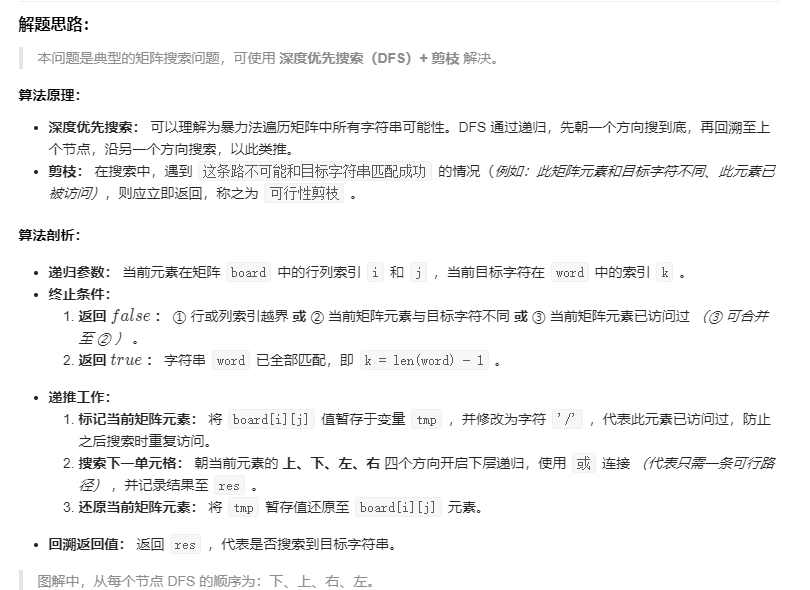 解题思路：
本问题是典型的矩阵搜索问题，可使用 深度优先搜索（DFS）+ 剪枝 解决。
算法原理：
• 深度优先搜索： 可以理解为暴力法遍历矩阵中所有字符串可能性。DFS 通过递归，先朝一个方向搜到底，再回溯至上
个节点，沿另一个方向搜索，以此类推。
• 剪枝： 在搜索中，遇到 这条路不可能和目标字符串匹配成功 的情况（例如：此矩阵元素和目标字符不同、此元素已
被访问），则应立即返回，称之为 可行性剪枝 。
算法剖析：
• 递归参数： 当前元素在矩阵 board 中的行列索引 i 和 j ，当前目标字符在 word 中的索引 k 。
• 终止条件：
1. 返回 false ： ① 行或列索引越界 或 ② 当前矩阵元素与目标字符不同 或 ③ 当前矩阵元素已访问过 （③ 可合并
至 ② ） 。
2. 返回 true ： 字符串 word 已全部匹配，即 k = len(word) - 1 。
• 递推工作：
1. 标记当前矩阵元素： 将 board[i][j] 值暂存于变量 tmp ，并修改为字符 '/' ，代表此元素已访问过，防止
之后搜索时重复访问。
2. 搜索下一单元格： 朝当前元素的 上、下、左、右 四个方向开启下层递归，使用 或 连接 （代表只需一条可行路
径） ，并记录结果至 res 。
3. 还原当前矩阵元素： 将 tmp 暂存值还原至 board[i][j] 元素。
• 回溯返回值： 返回 res ，代表是否搜索到目标字符串。
图解中，从每个节点 DFS 的顺序为：下、上、右、左。